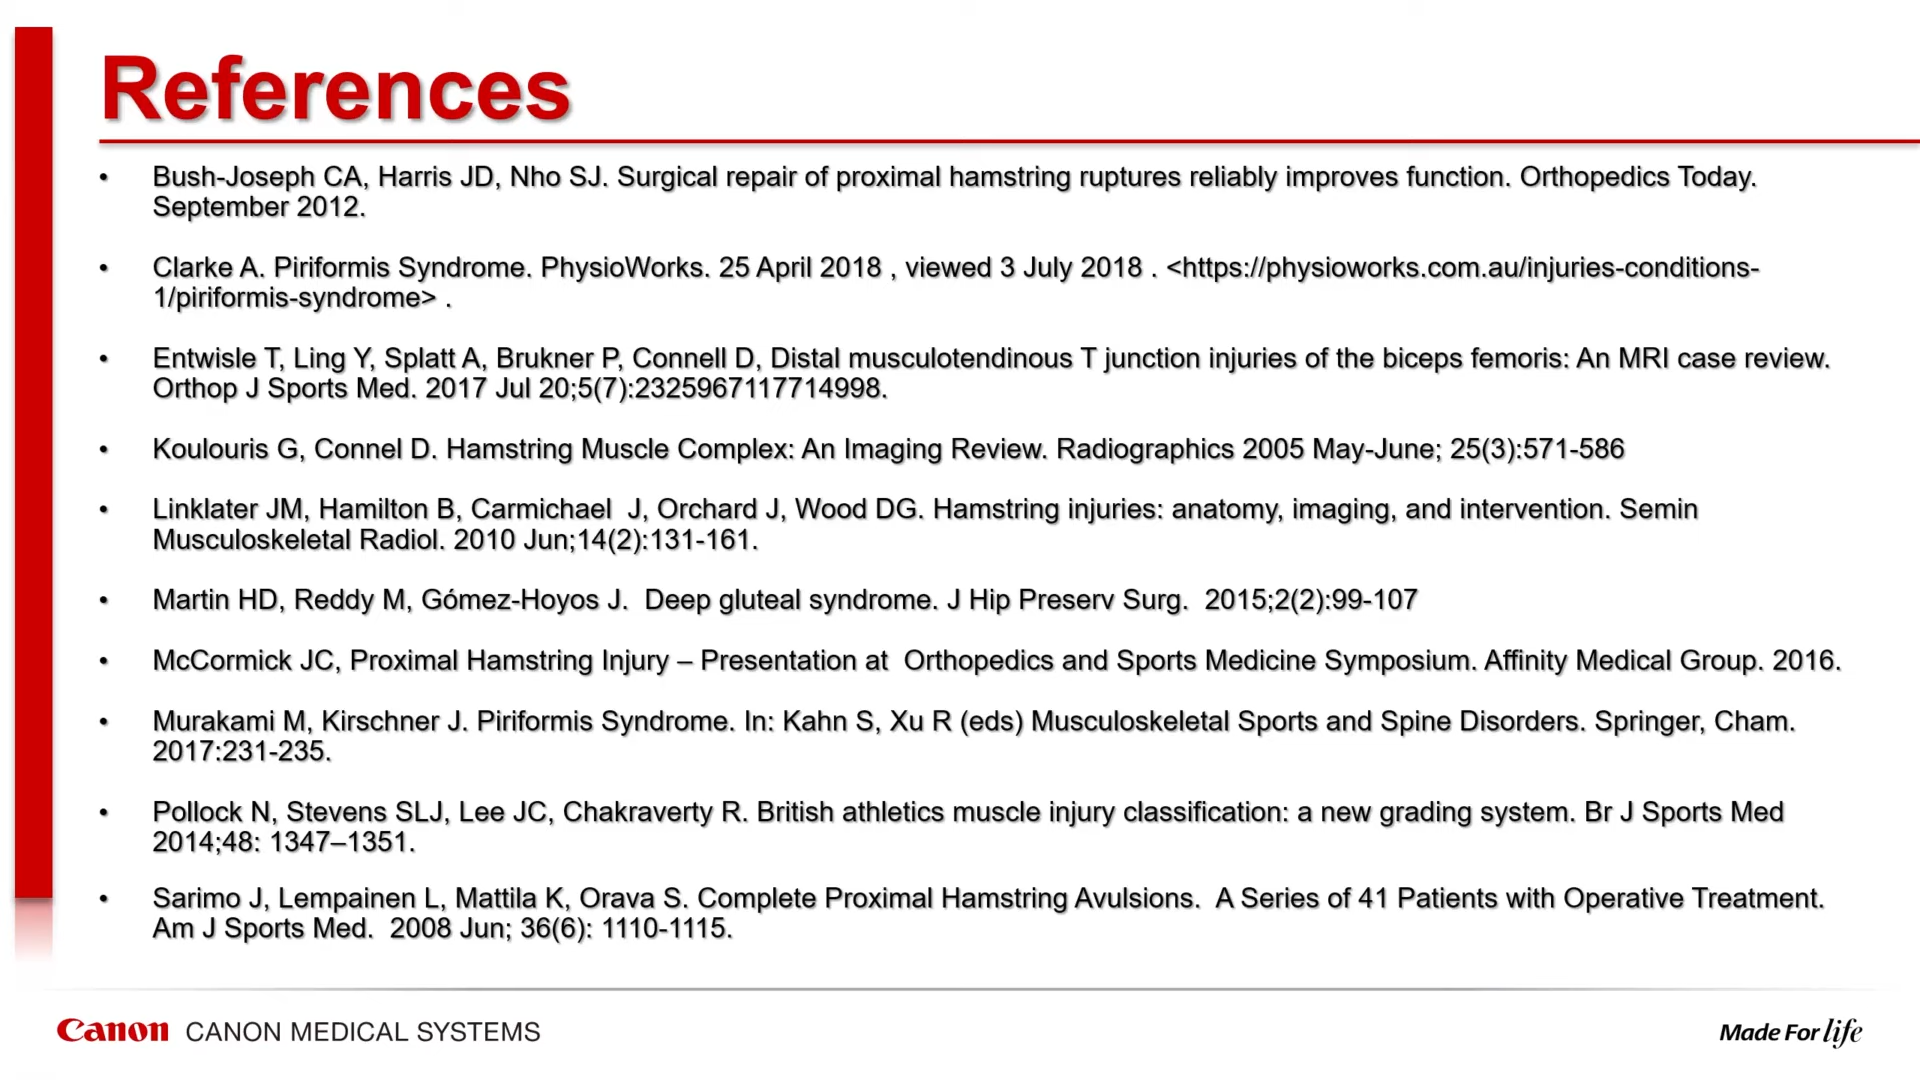 References
• Bush-Joseph CA, Harris JD, Nho SJ. Surgical repair of proximal hamstring ruptures reliably improves function. Orthopedics Today.
September 2012.
• Clarke A. Piriformis Syndrome. PhysioWorks. 25 April 2018 , viewed 3 July 2018 . <https://physioworks.com.au/injuries-conditions-
1/piriformis-syndrome> .
• Entwisle T, Ling Y, Splatt A, Brukner P, Connell D, Distal musculotendinous T junction injuries of the biceps femoris: An MRI case review.
Orthop J Sports Med. 2017 Jul 20;5(7):2325967117714998.
• Koulouris G, Connel D. Hamstring Muscle Complex: An Imaging Review. Radiographics 2005 May-June; 25(3):571-586
• Linklater JM, Hamilton B, Carmichael  J, Orchard J, Wood DG. Hamstring injuries: anatomy, imaging, and intervention. Semin
Musculoskeletal Radiol. 2010 Jun;14(2):131-161.
• Martin HD, Reddy M, Gómez-Hoyos J.  Deep gluteal syndrome. J Hip Preserv Surg.  2015;2(2):99-107
• McCormick JC, Proximal Hamstring Injury – Presentation at  Orthopedics and Sports Medicine Symposium. Affinity Medical Group. 2016.
• Murakami M, Kirschner J. Piriformis Syndrome. In: Kahn S, Xu R (eds) Musculoskeletal Sports and Spine Disorders. Springer, Cham.
2017:231-235.
• Pollock N, Stevens SLJ, Lee JC, Chakraverty R. British athletics muscle injury classification: a new grading system. Br J Sports Med
2014;48: 1347–1351.
• Sarimo J, Lempainen L, Mattila K, Orava S. Complete Proximal Hamstring Avulsions.  A Series of 41 Patients with Operative Treatment.
Am J Sports Med.  2008 Jun; 36(6): 1110-1115.
Canon CANON MEDICAL SYSTEMS
Made For life